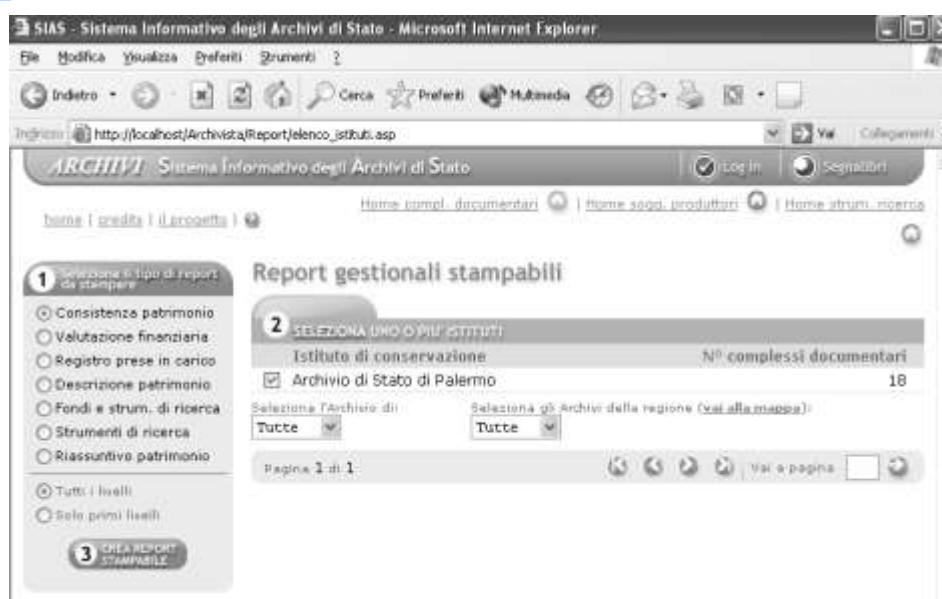 SIAS - Sistema Informativo degli Archivi di Stato - Microsoft Internet Explorer
File Modifica Visualizza Preferiti Strumenti ?
Indietro Cerca Preferiti Multimedia
Indirizzo http://localhost/Archivista/Report/elenco_istituti.asp Vai Collegamenti
ARCHIVI Sistema Informativo degli Archivi di Stato Log in Segnalibri
home | credits | il progetto | Home compl. documentari | Home sogg. produttori | Home strum. ricerca
1 Seleziona il tipo di report da stampare
Consistenza patrimonio
Valutazione finanziaria
Registro prese in carico
Descrizione patrimonio
Fondi e strum. di ricerca
Strumenti di ricerca
Riassuntivo patrimonio
Tutti i livelli
Solo primi livelli
3 CREA REPORT STAMPABILE
Report gestionali stampabili
2 SELEZIONA UNO O PIU' ISTITUTI
Istituto di conservazione N° complessi documentari
Archivio di Stato di Palermo 18
Seleziona l'Archivio di: Seleziona gli Archivi della regione (vai alla mappa):
Tutte Tutte
Pagina 1 di 1 Vai a pagina